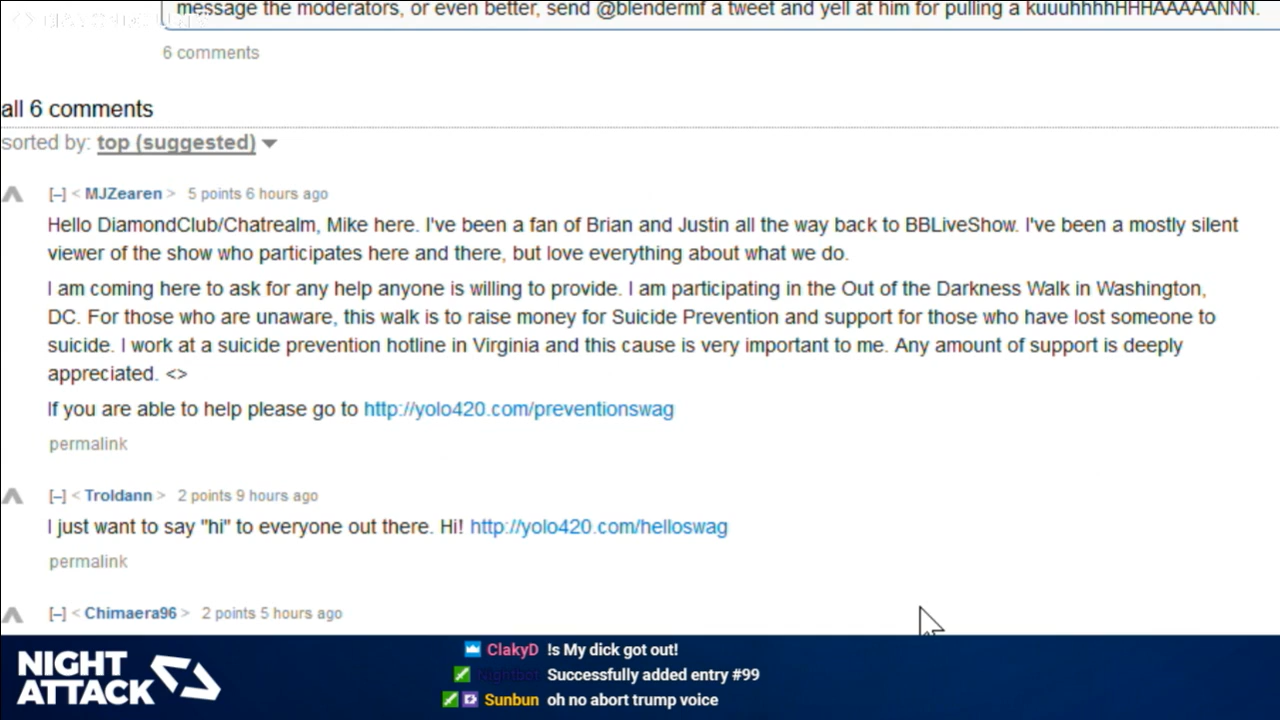 message the moderators, or even better, send @blendermf a tweet and yell at him for pulling a kuuuhhhhHHHAAAAANNN.
6 comments
all 6 comments
sorted by: top (suggested)
[–] < MJZearen > 5 points 6 hours ago
Hello DiamondClub/Chatrealm, Mike here. I've been a fan of Brian and Justin all the way back to BBLiveShow. I've been a mostly silent
viewer of the show who participates here and there, but love everything about what we do.
I am coming here to ask for any help anyone is willing to provide. I am participating in the Out of the Darkness Walk in Washington,
DC. For those who are unaware, this walk is to raise money for Suicide Prevention and support for those who have lost someone to
suicide. I work at a suicide prevention hotline in Virginia and this cause is very important to me. Any amount of support is deeply
appreciated. <>
If you are able to help please go to http://yolo420.com/preventionswag
permalink
[–] < Troldann > 2 points 9 hours ago
I just want to say "hi" to everyone out there. Hi! http://yolo420.com/helloswag
permalink
[–] < Chimaera96 > 2 points 5 hours ago
NIGHT
ATTACK
ClakyD !s My dick got out!
Nightbot Successfully added entry #99
Sunbun oh no abort trump voice